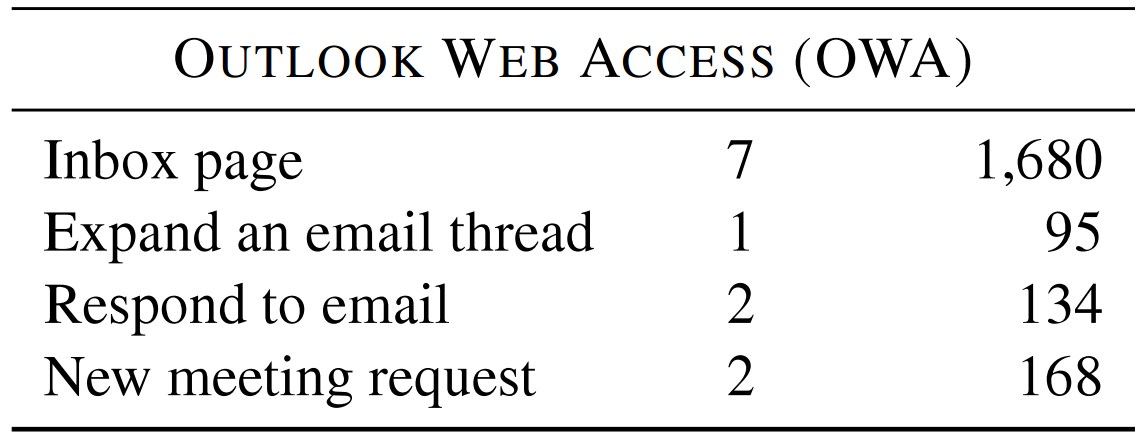 OUTLOOK WEB ACCESS (OWA)
Inbox page 7 1,680
Expand an email thread 1 95
Respond to email 2 134
New meeting request 2 168